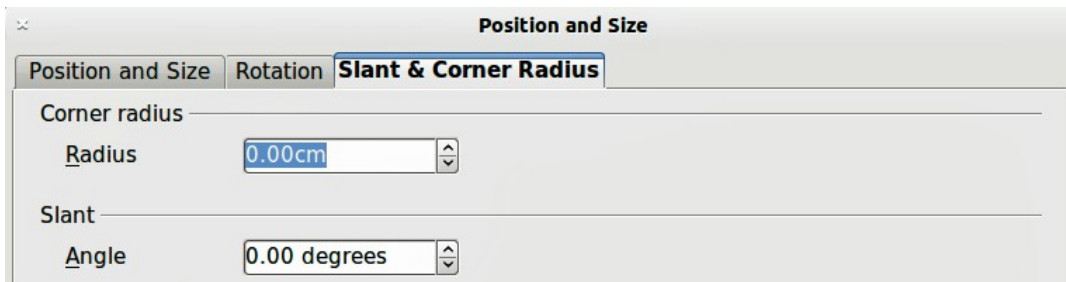 Position and Size
Position and Size Rotation Slant & Corner Radius
Corner radius
Radius 0.00cm
Slant
Angle 0.00 degrees